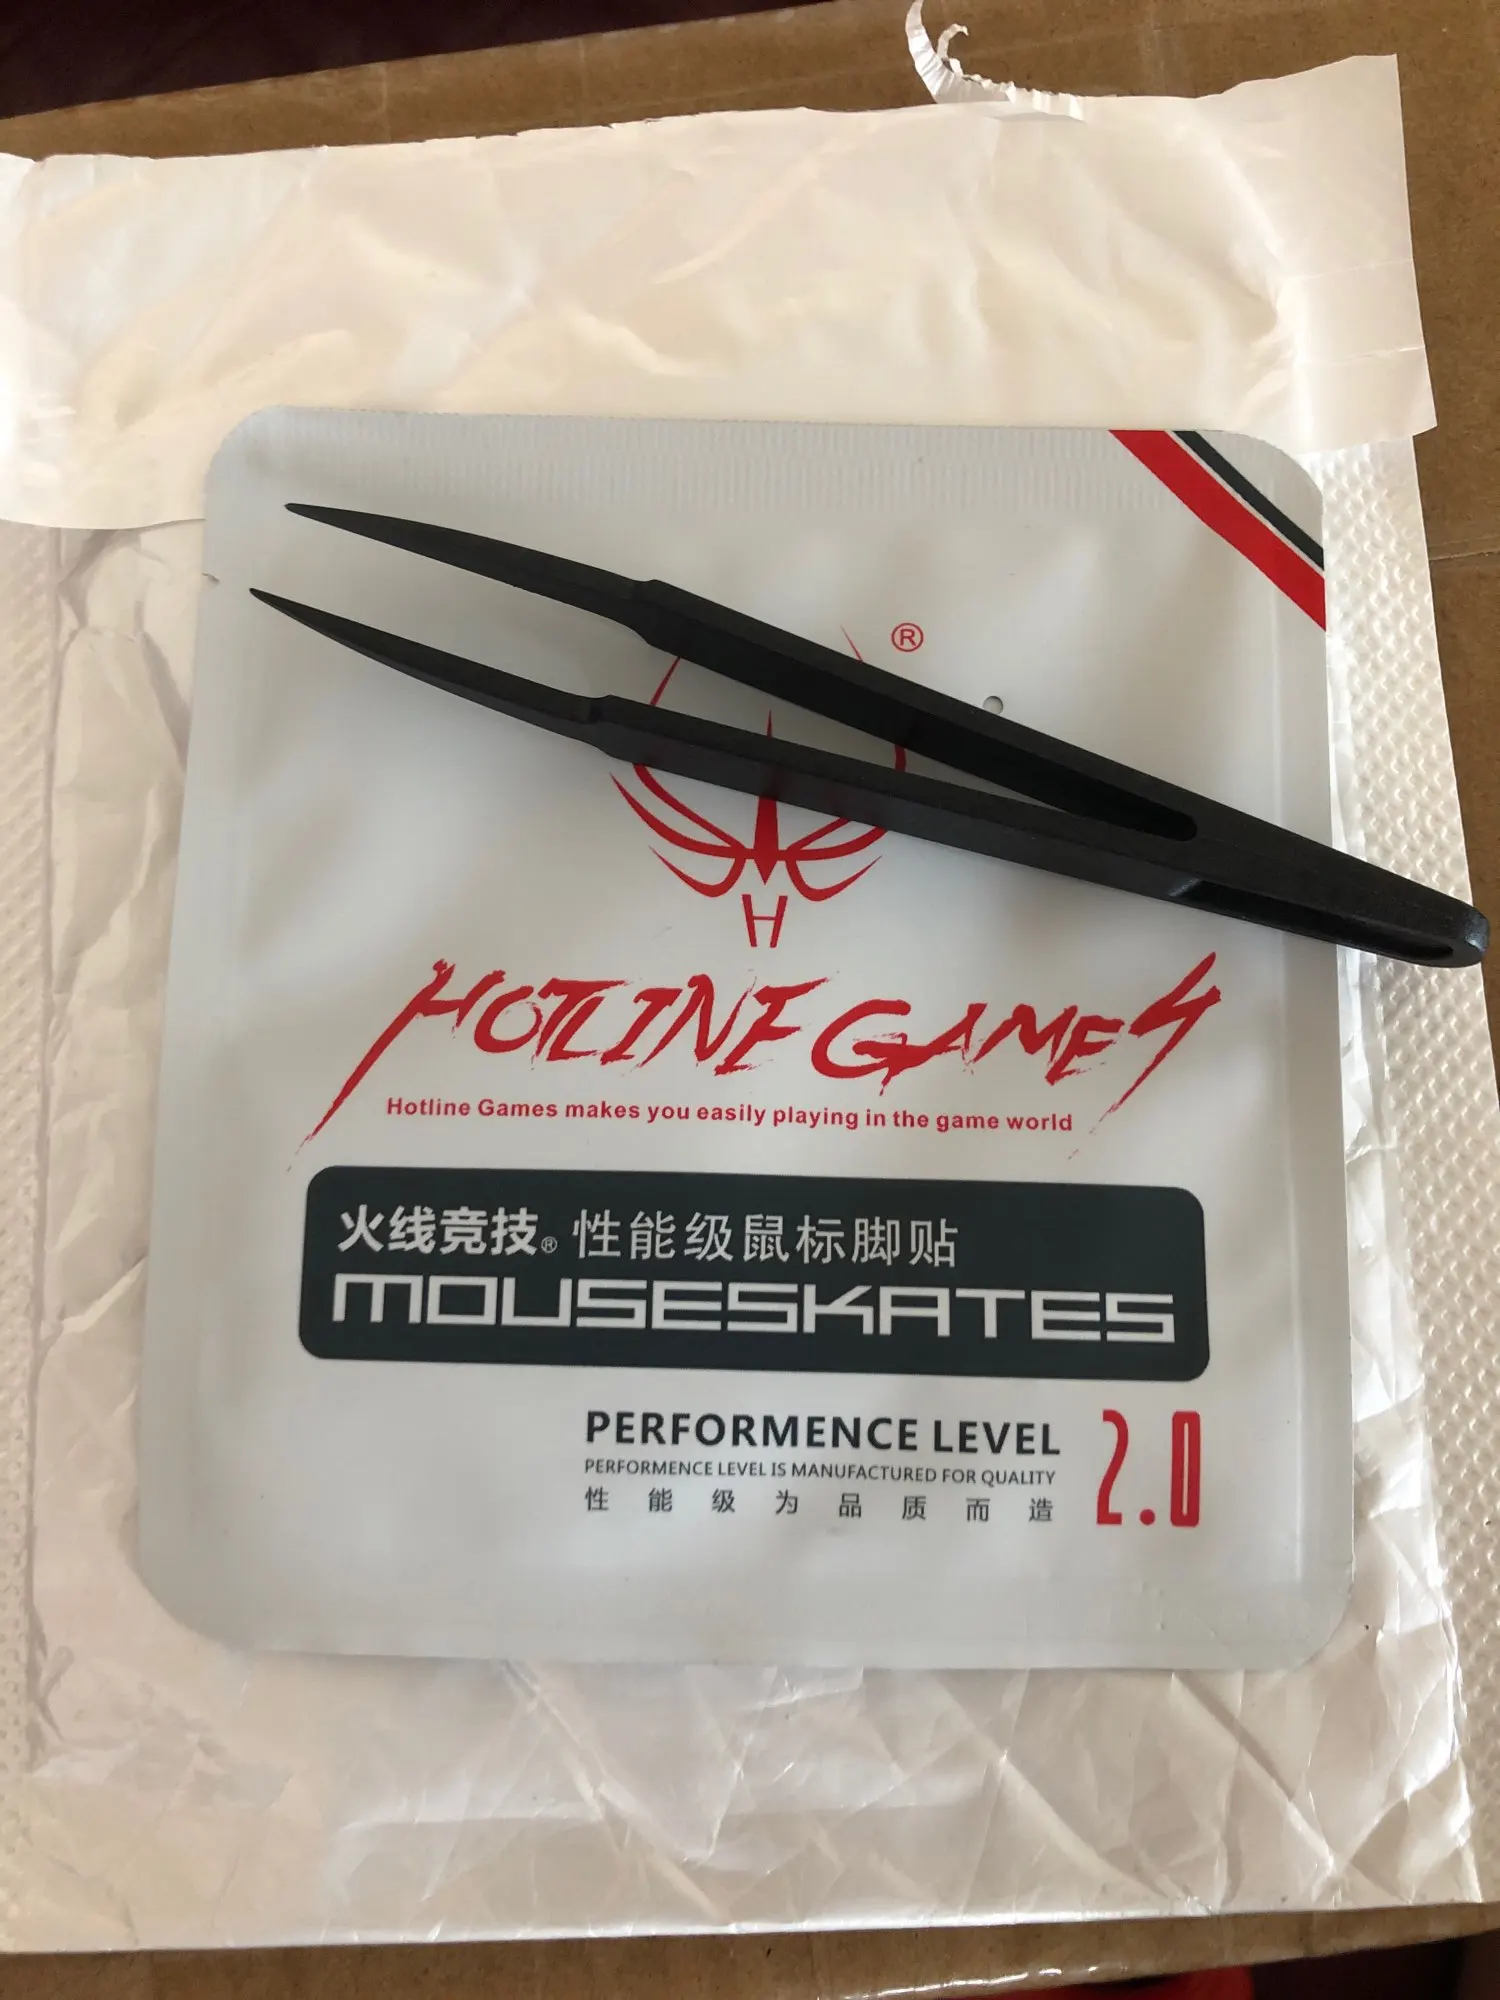 ®
H
HOTLINE GAMES
Hotline Games makes you easily playing in the game world
火线竞技® 性能级鼠标脚贴
MOUSESKATES
PERFORMENCE LEVEL 2.0
PERFORMENCE LEVEL IS MANUFACTURED FOR QUALITY
性能级为品质而造